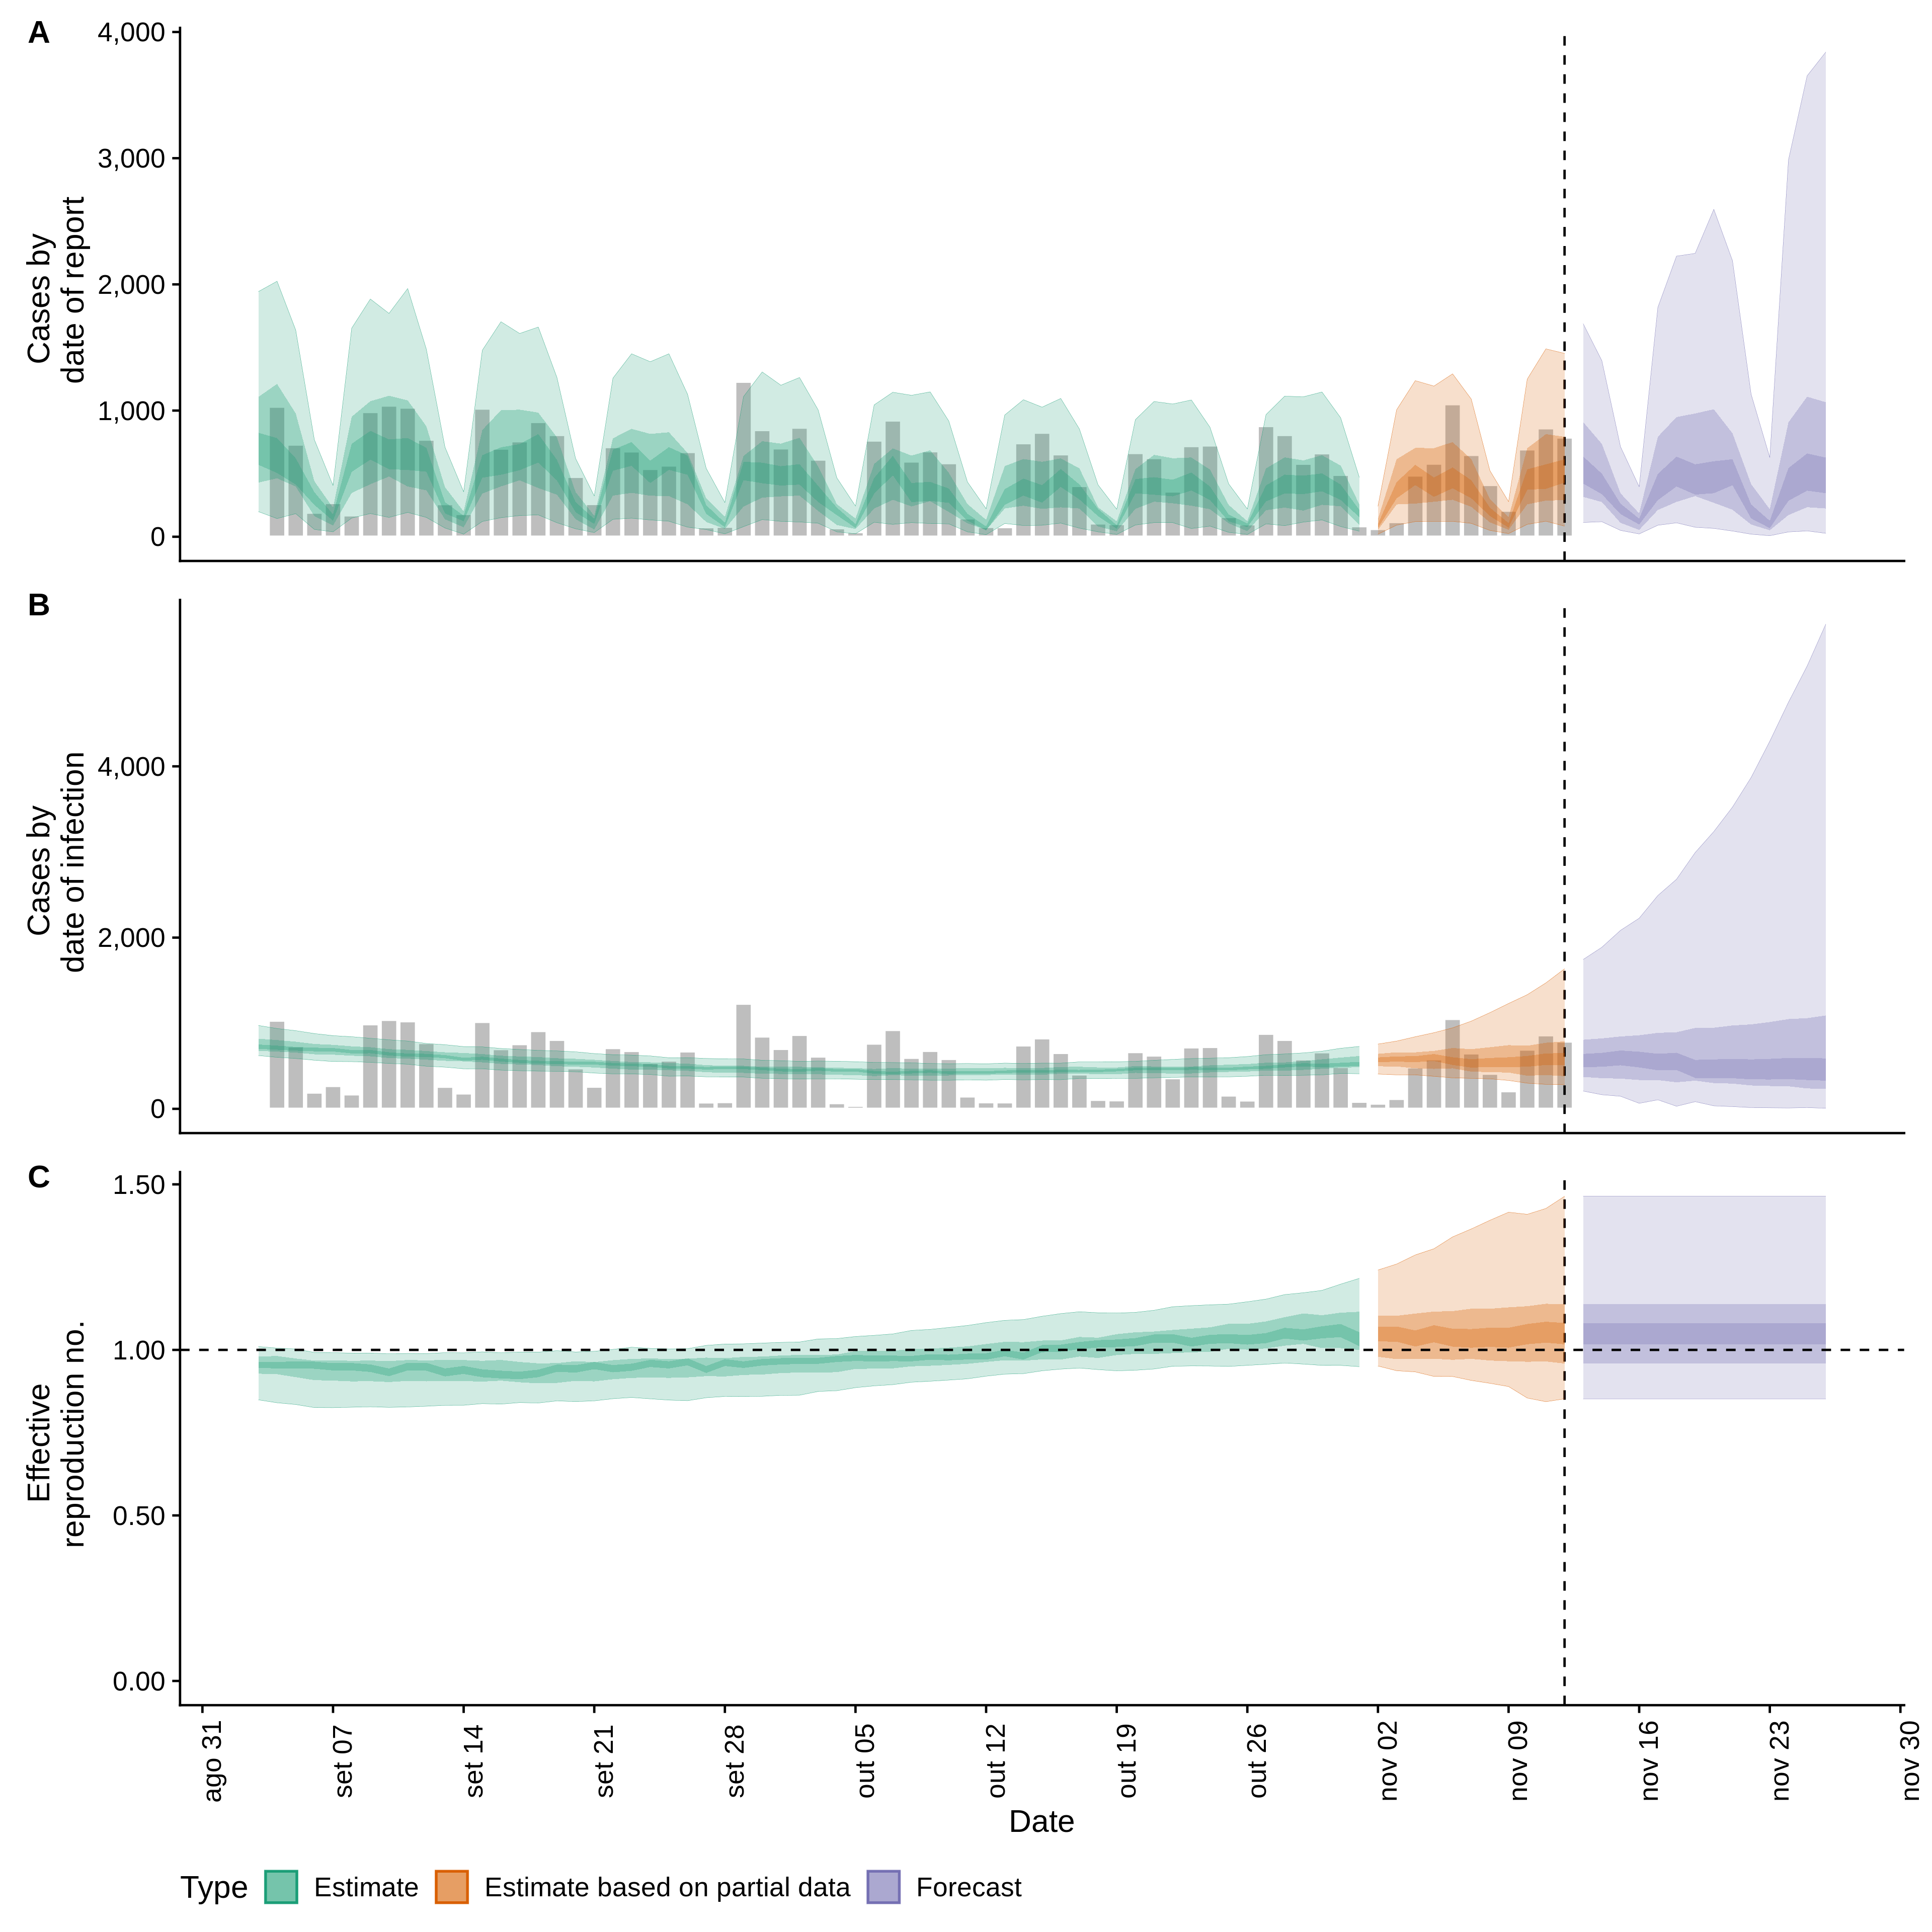 A
4,000
3,000
2,000
1,000
0
Cases by
date of report
B
4,000
2,000
0
Cases by
date of infection
C
1.50
1.00
0.50
0.00
Effective
reproduction no.
ago 31
set 07
set 14
set 21
set 28
out 05
out 12
out 19
out 26
nov 02
nov 09
nov 16
nov 23
nov 30
Date
Type Estimate Estimate based on partial data Forecast